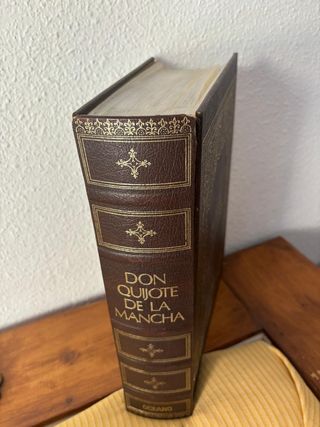 DON
QUIJOTE
DE LA
MANCHA
OCEANO